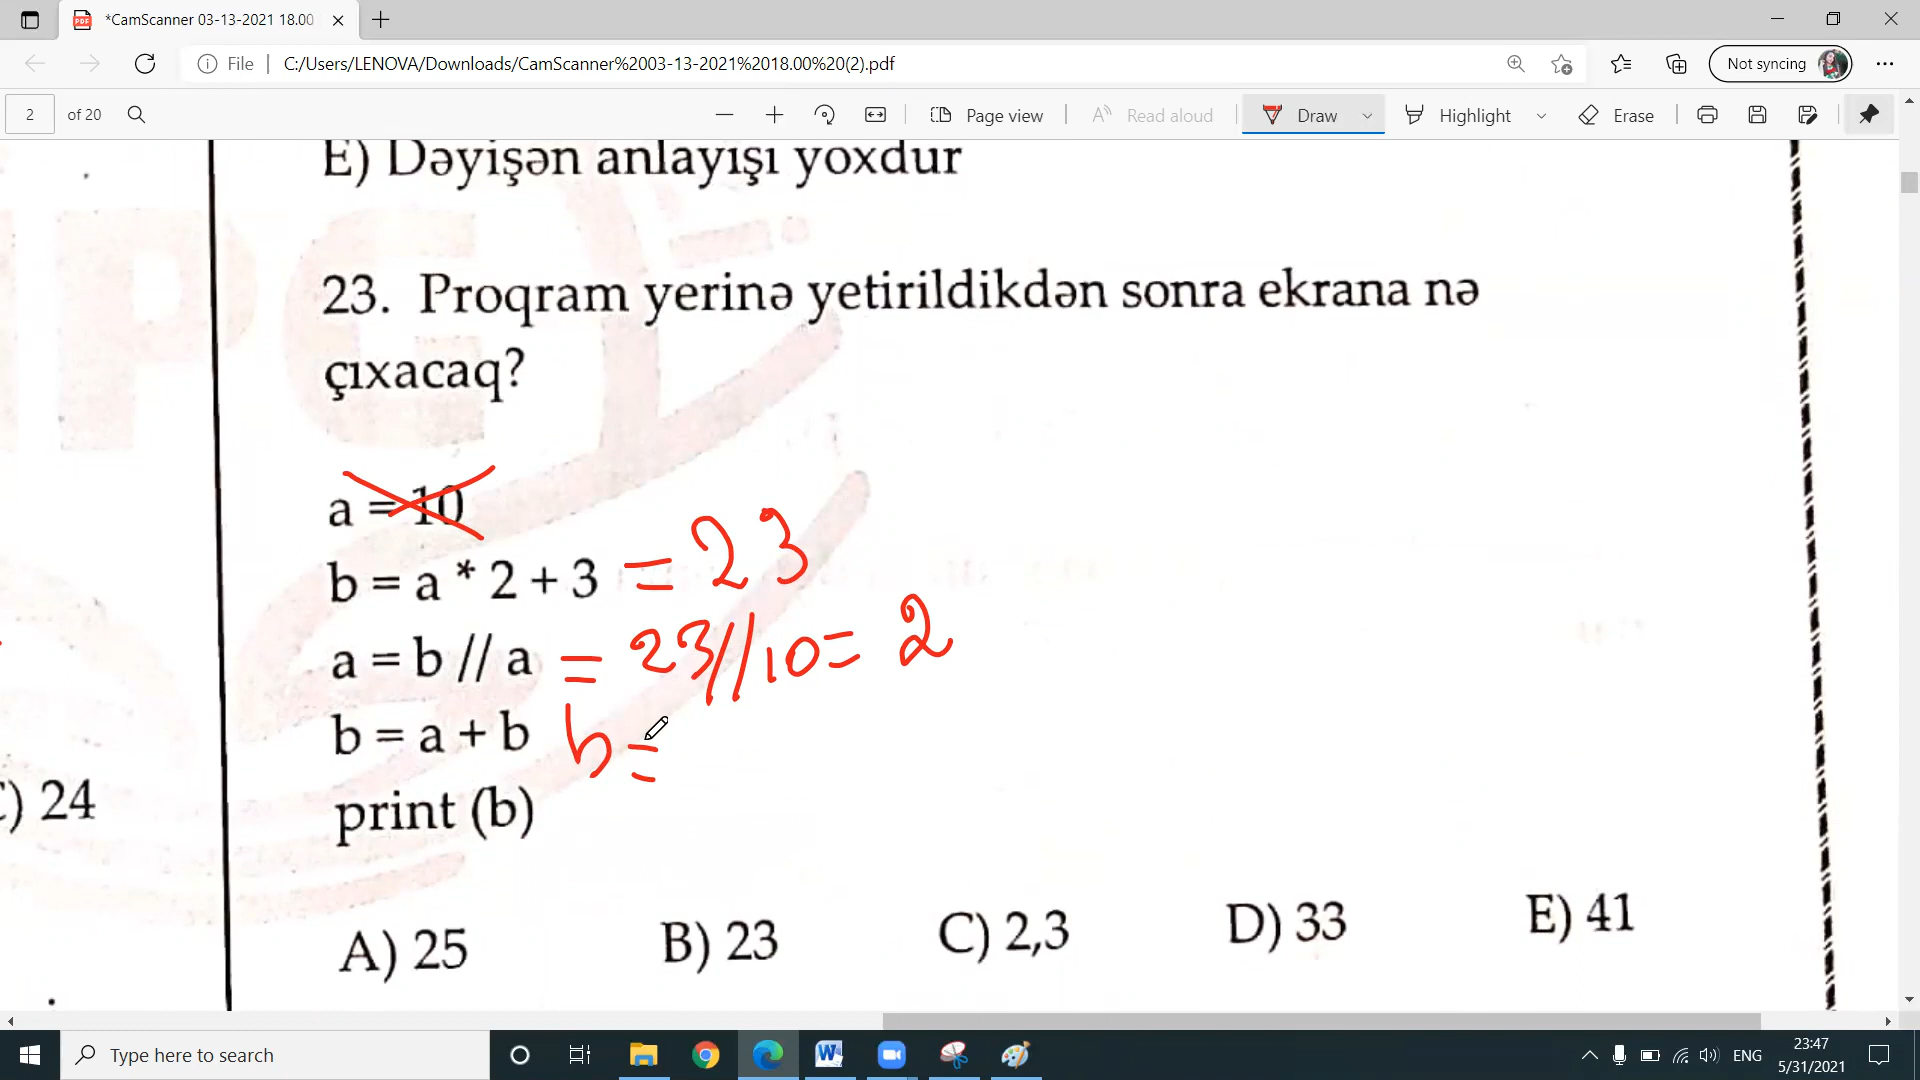 *CamScanner 03-13-2021 18.00
File
C:/Users/LENOVA/Downloads/CamScanner%2003-13-2021%2018.00%20(2).pdf
Not syncing
2 of 20
Page view
Read aloud
Draw
Highlight
Erase
E) Dəyişən anlayışı yoxdur
23. Proqram yerinə yetirildikdən sonra ekrana nə
çıxacaq?
a = 10
b = a * 2 + 3 = 23
a = b // a = 23//10 = 2
b = a + b b =
print (b)
) 24
A) 25 B) 23 C) 2,3 D) 33 E) 41
Type here to search
ENG
23:47
5/31/2021